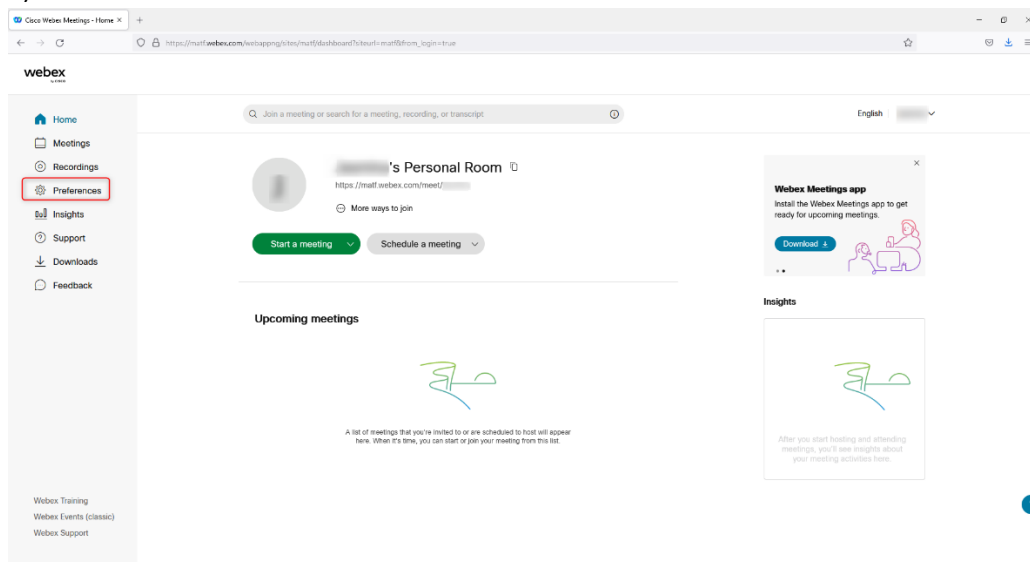 Cisco Webex Meetings - Home
https://matf.webex.com/webappng/sites/matf/dashboard?siteurl=matf&from_login=true
webex
by CISCO
Join a meeting or search for a meeting, recording, or transcript
English
Home
Meetings
Recordings
Preferences
Insights
Support
Downloads
Feedback
's Personal Room
https://matf.webex.com/meet/
More ways to join
Start a meeting
Schedule a meeting
Webex Meetings app
Install the Webex Meetings app to get
ready for upcoming meetings.
Download
Upcoming meetings
A list of meetings that you're invited to or are scheduled to host will appear
here. When it's time, you can start or join your meeting from this list.
Insights
After you start hosting and attending
meetings, you'll see insights about
your meeting activities here.
Webex Training
Webex Events (classic)
Webex Support